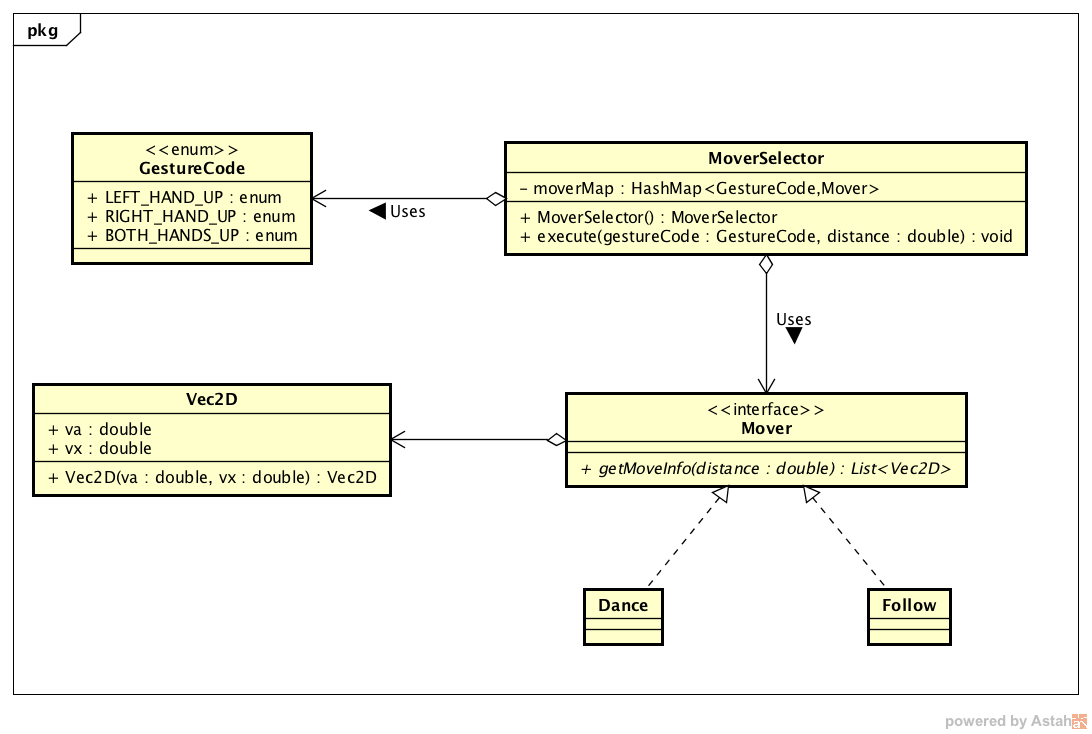 pkg
<<enum>>
GestureCode
+ LEFT_HAND_UP : enum
+ RIGHT_HAND_UP : enum
+ BOTH_HANDS_UP : enum
MoverSelector
- moverMap : HashMap<GestureCode,Mover>
+ MoverSelector() : MoverSelector
+ execute(gestureCode : GestureCode, distance : double) : void
Uses
Uses
Vec2D
+ va : double
+ vx : double
+ Vec2D(va : double, vx : double) : Vec2D
<<interface>>
Mover
+ getMoveInfo(distance : double) : List<Vec2D>
Dance
Follow
powered by Astah